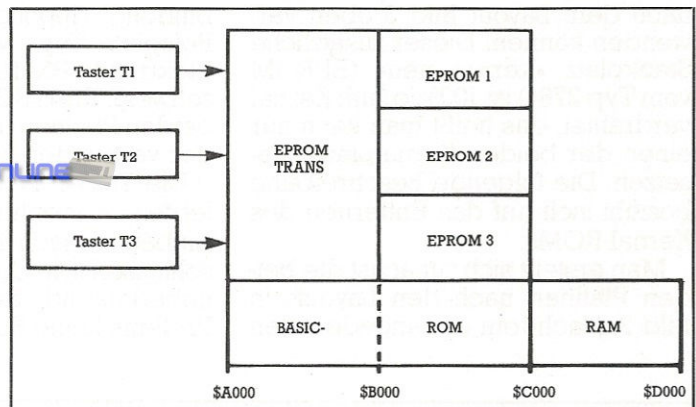 Taster T1
EPROM 1
Taster T2
EPROM
TRANS
EPROM 2
Taster T3
EPROM 3
BASIC-
ROM
RAM
$A000
$B000
$C000
$D000